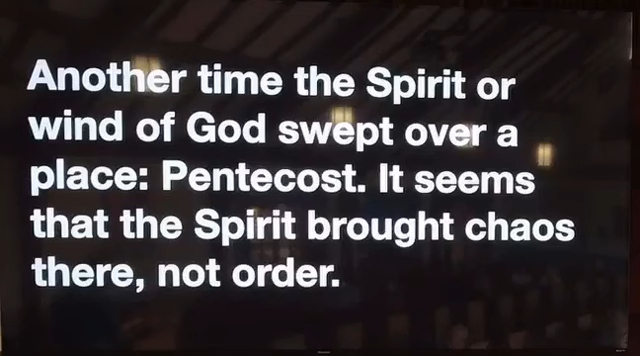 Another time the Spirit or
wind of God swept over a
place: Pentecost. It seems
that the Spirit brought chaos
there, not order.